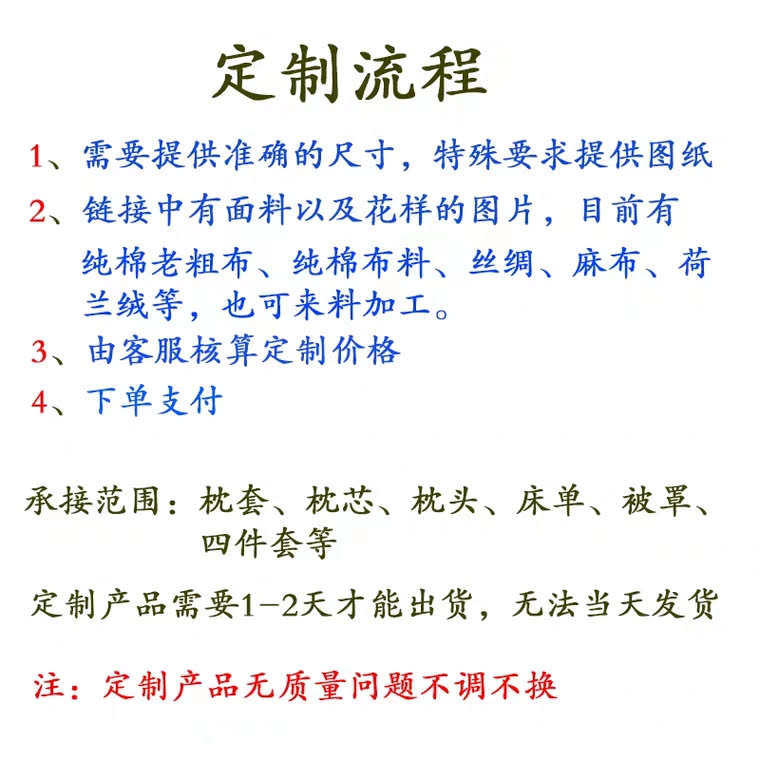 定制流程
1、需要提供准确的尺寸，特殊要求提供图纸
2、链接中有面料以及花样的图片，目前有
纯棉老粗布、纯棉布料、丝绸、麻布、荷
兰绒等，也可来料加工。
3、由客服核算定制价格
4、下单支付
承接范围：枕套、枕芯、枕头、床单、被罩、
四件套等
定制产品需要1-2天才能出货，无法当天发货
注：定制产品无质量问题不调不换